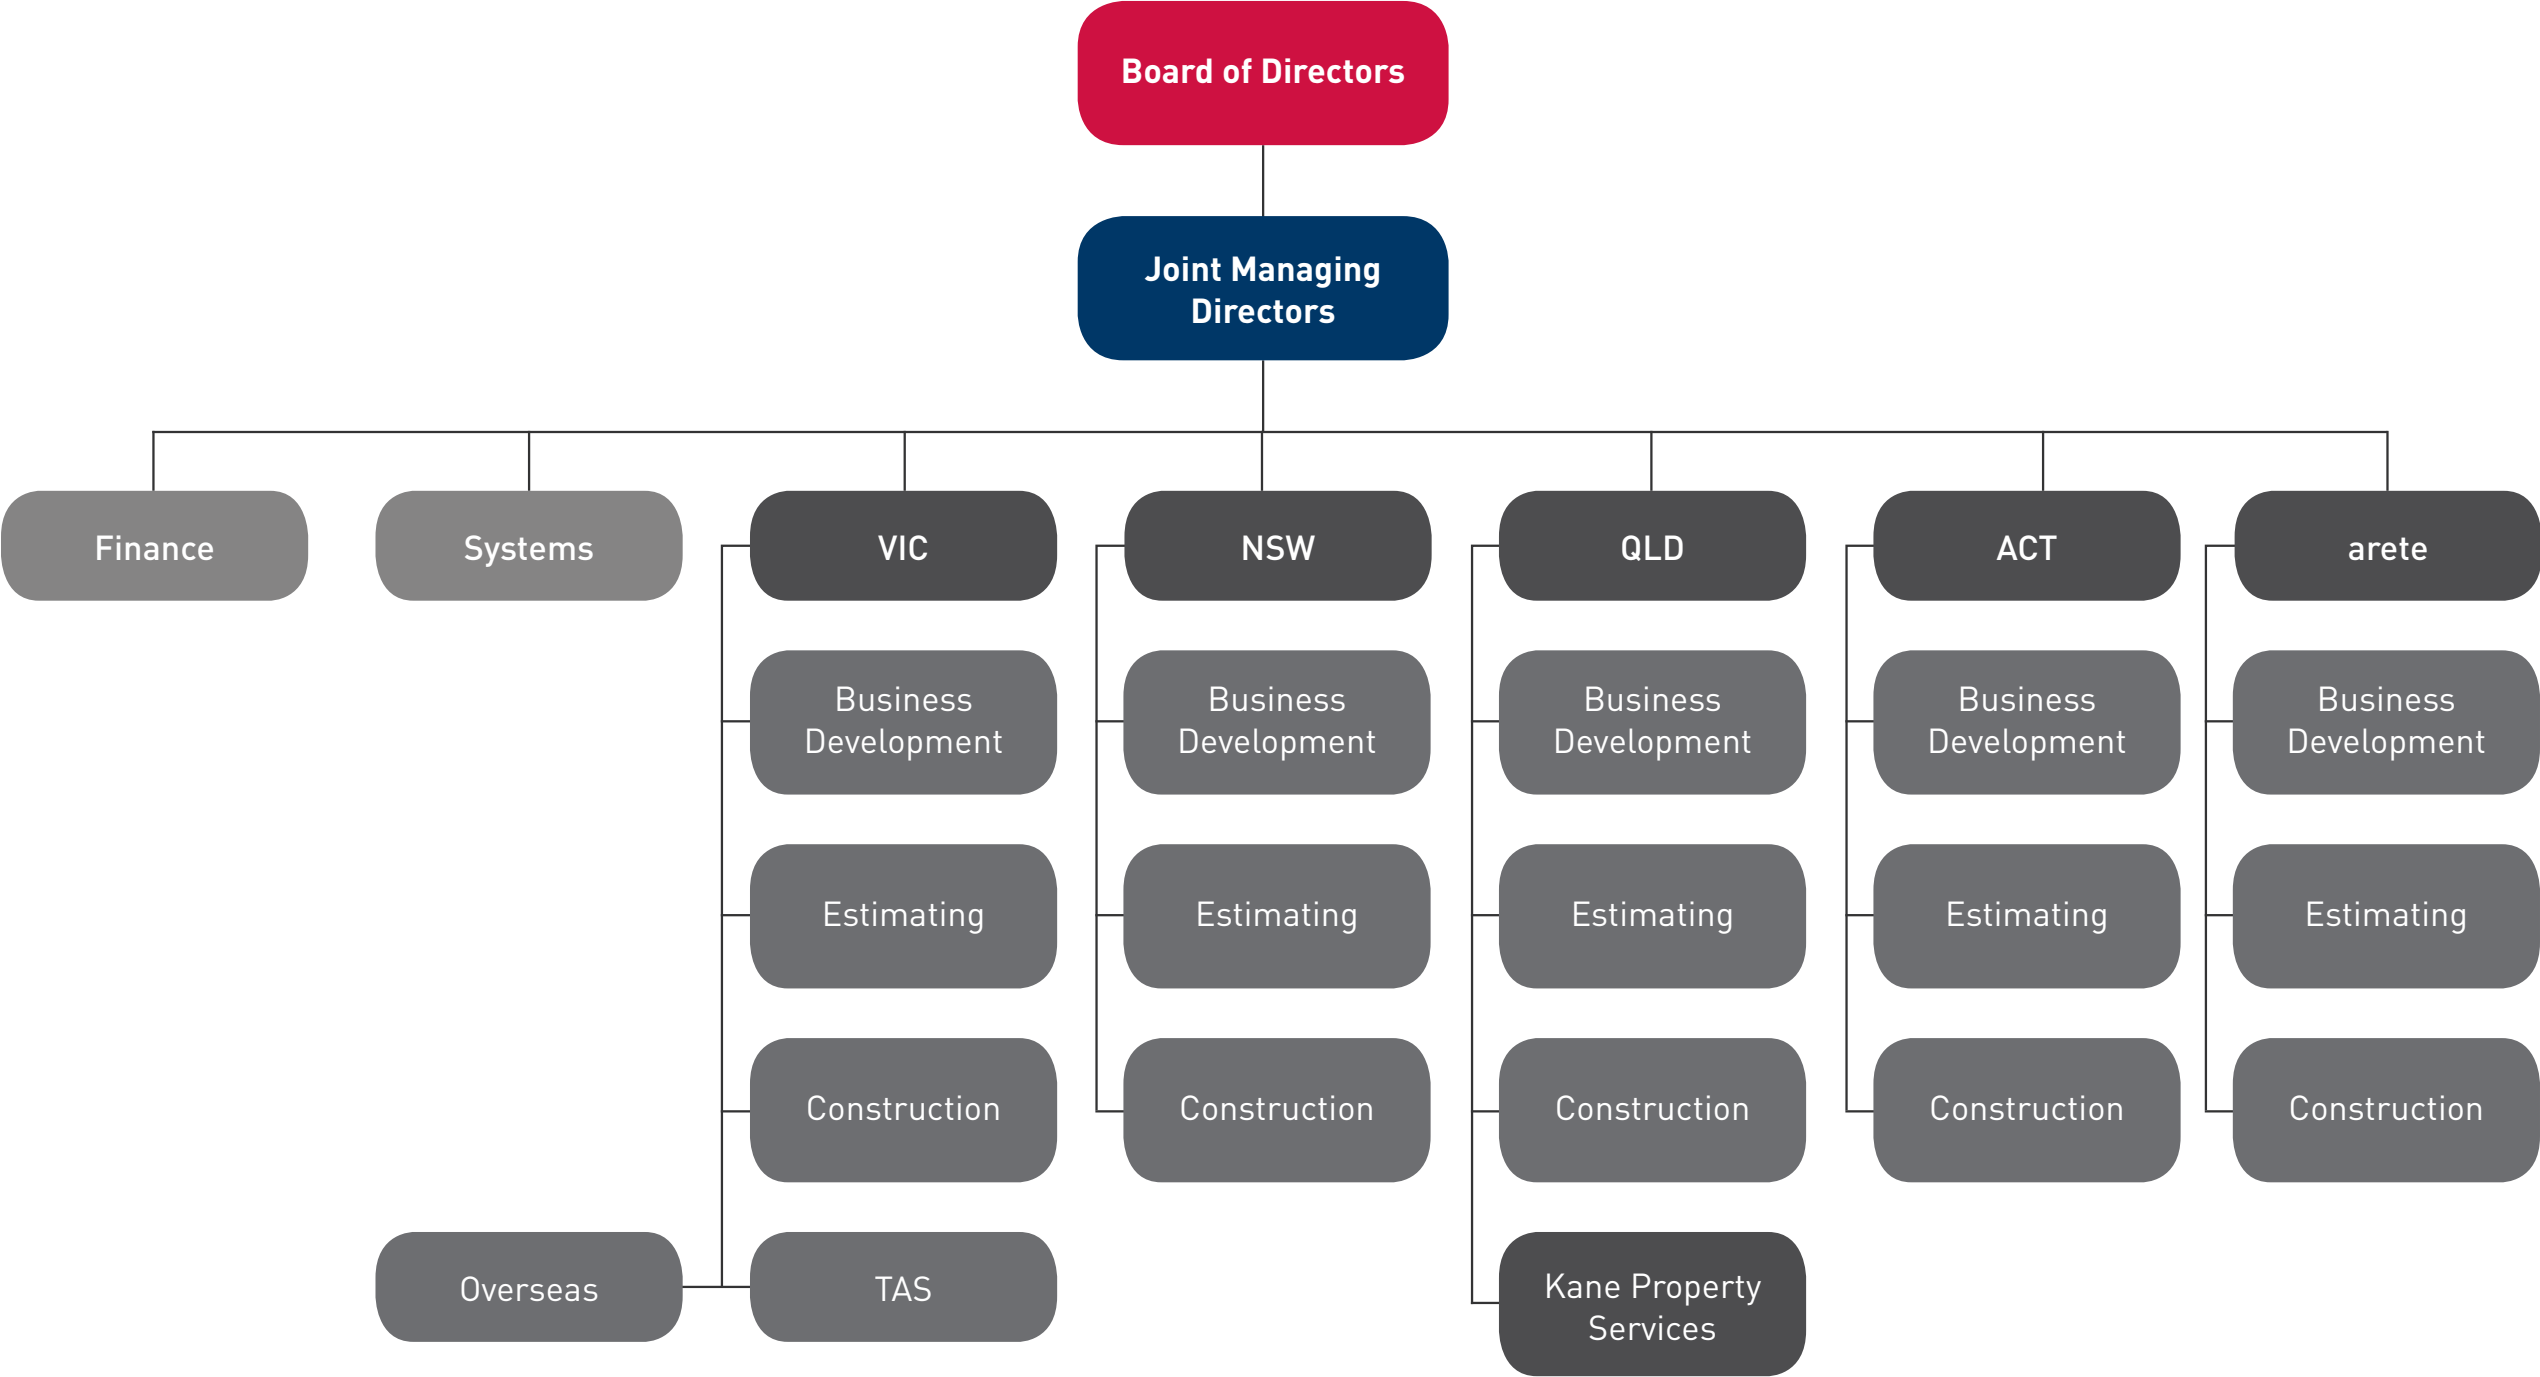 Board of Directors
Joint Managing
Directors
Finance
Systems
VIC
NSW
QLD
ACT
arete
Business
Development
Business
Development
Business
Development
Business
Development
Business
Development
Estimating
Estimating
Estimating
Estimating
Estimating
Construction
Construction
Construction
Construction
Construction
Overseas
TAS
Kane Property
Services